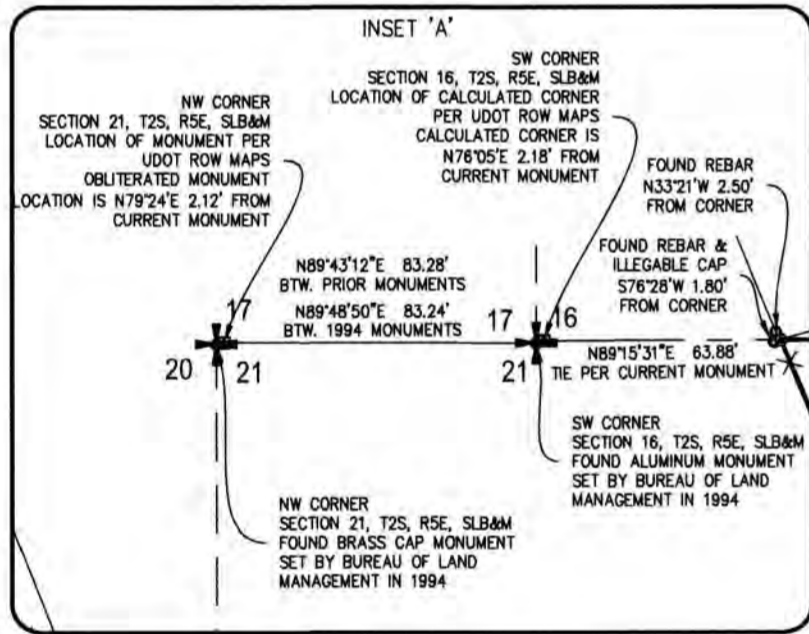 INSET 'A'
NW CORNER
SECTION 21, T2S, R5E, SLB&M
LOCATION OF MONUMENT PER
UDOT ROW MAPS
OBLITERATED MONUMENT
LOCATION IS N79°24'E 2.12' FROM
CURRENT MONUMENT
SW CORNER
SECTION 16, T2S, R5E, SLB&M
LOCATION OF CALCULATED CORNER
PER UDOT ROW MAPS
CALCULATED CORNER IS
N76°05'E 2.18' FROM
CURRENT MONUMENT
FOUND REBAR
N33°21'W 2.50'
FROM CORNER
FOUND REBAR &
ILLEGABLE CAP
S76°28'W 1.80'
FROM CORNER
N89°43'12"E 83.28'
BTW. PRIOR MONUMENTS
N89°48'50"E 83.24'
BTW. 1994 MONUMENTS
17
20 21
17 16
21
N89°15'31"E 63.88'
TIE PER CURRENT MONUMENT
SW CORNER
SECTION 16, T2S, R5E, SLB&M
FOUND ALUMINUM MONUMENT
SET BY BUREAU OF LAND
MANAGEMENT IN 1994
NW CORNER
SECTION 21, T2S, R5E, SLB&M
FOUND BRASS CAP MONUMENT
SET BY BUREAU OF LAND
MANAGEMENT IN 1994